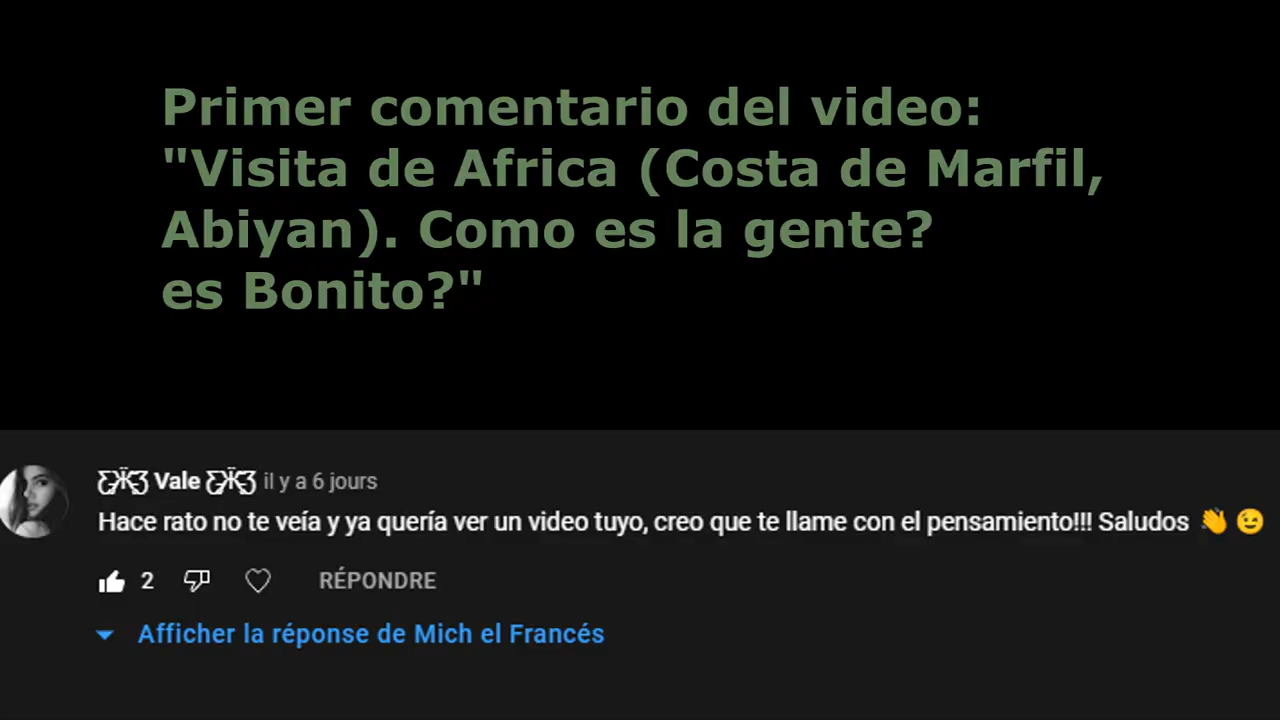 Primer comentario del video:
"Visita de Africa (Costa de Marfil,
Abiyan). Como es la gente?
es Bonito?"
Ƹ̵̡Ӝ̵̨̄Ʒ Vale Ƹ̵̡Ӝ̵̨̄Ʒ il y a 6 jours
Hace rato no te veía y ya quería ver un video tuyo, creo que te llame con el pensamiento!!! Saludos 👋 😉
2 RÉPONDRE
Afficher la réponse de Mich el Francés